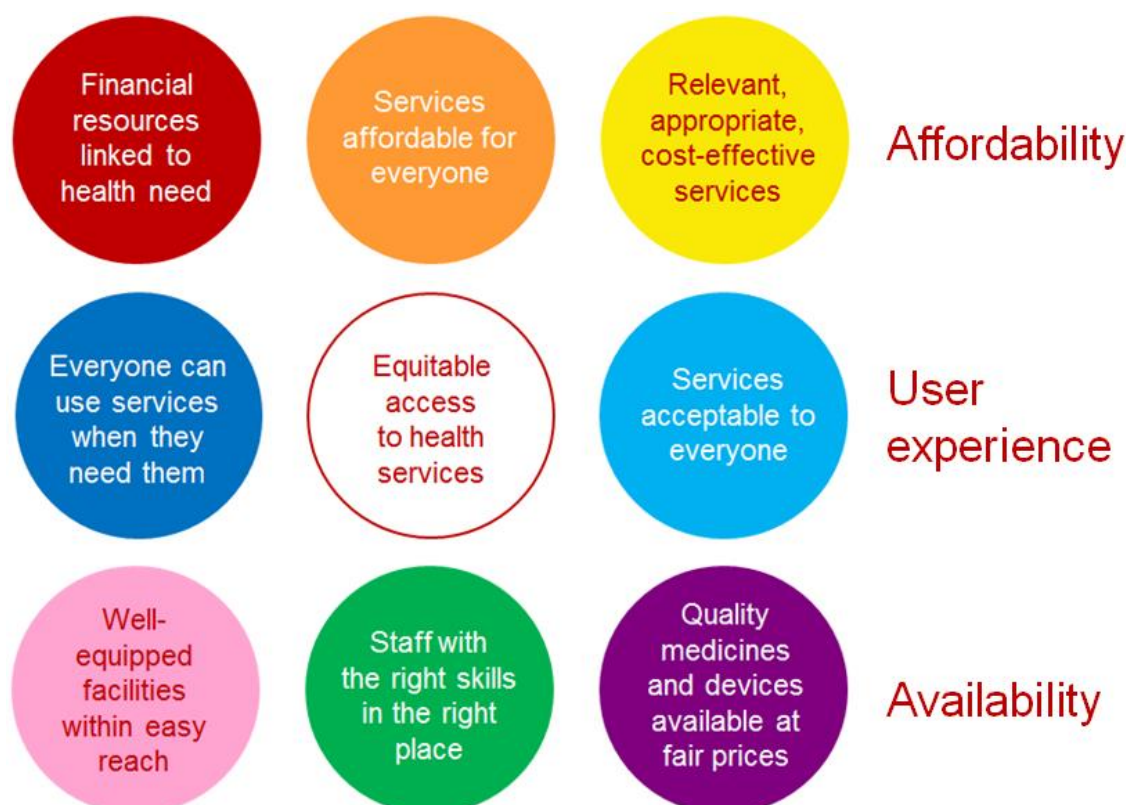 Financial
resources
linked to
health need
Services
affordable for
everyone
Relevant,
appropriate,
cost-effective
services
Affordability
Everyone can
use services
when they
need them
Equitable
access
to health
services
Services
acceptable to
everyone
User
experience
Well-
equipped
facilities
within easy
reach
Staff with
the right skills
in the right
place
Quality
medicines
and devices
available at
fair prices
Availability